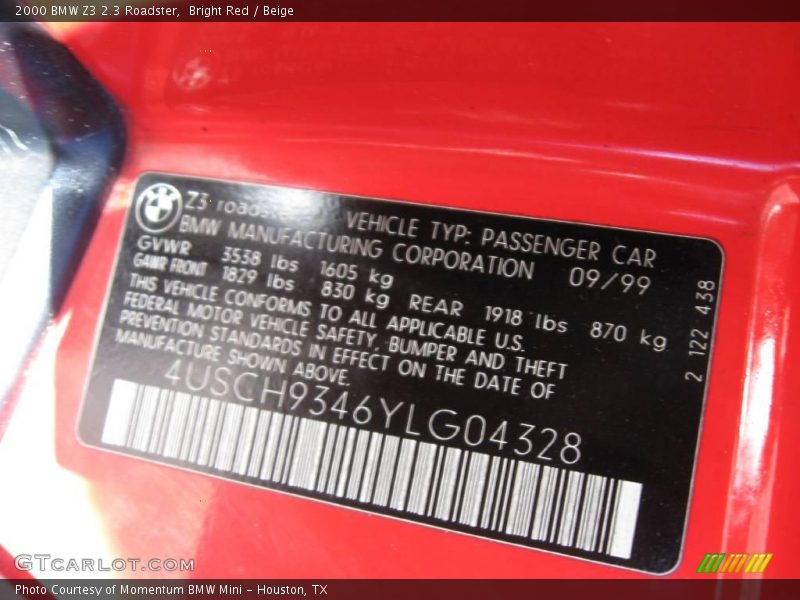 2000 BMW Z3 2.3 Roadster,  Bright Red / Beige
Z3 roads VEHICLE TYP: PASSENGER CAR
BMW MANUFACTURING CORPORATION 09/99
GVWR 3538 lbs 1605 kg
GAWR FRONT 1829 lbs 830 kg REAR 1918 lbs 870 kg
THIS VEHICLE CONFORMS TO ALL APPLICABLE U.S.
FEDERAL MOTOR VEHICLE SAFETY, BUMPER AND THEFT
PREVENTION STANDARDS IN EFFECT ON THE DATE OF
MANUFACTURE SHOWN ABOVE.
4USCH9346YLG04328
2 122 438
GTCarlot.com
Photo Courtesy of Momentum BMW Mini - Houston, TX